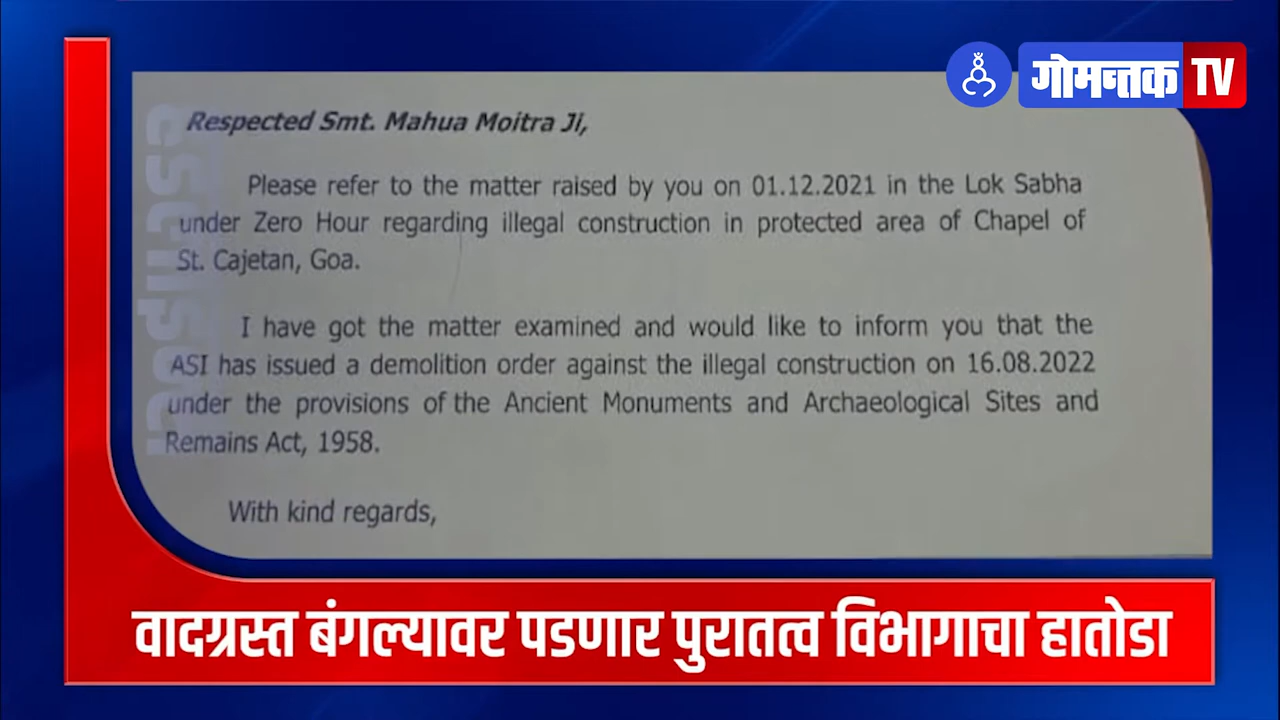 गोमन्तक TV
Respected Smt. Mahua Moitra Ji,
Please refer to the matter raised by you on 01.12.2021 in the Lok Sabha
under Zero Hour regarding illegal construction in protected area of Chapel of
St. Cajetan, Goa.
I have got the matter examined and would like to inform you that the
ASI has issued a demolition order against the illegal construction on 16.08.2022
under the provisions of the Ancient Monuments and Archaeological Sites and
Remains Act, 1958.
With kind regards,
वादग्रस्त बंगल्यावर पडणार पुरातत्व विभागाचा हातोडा